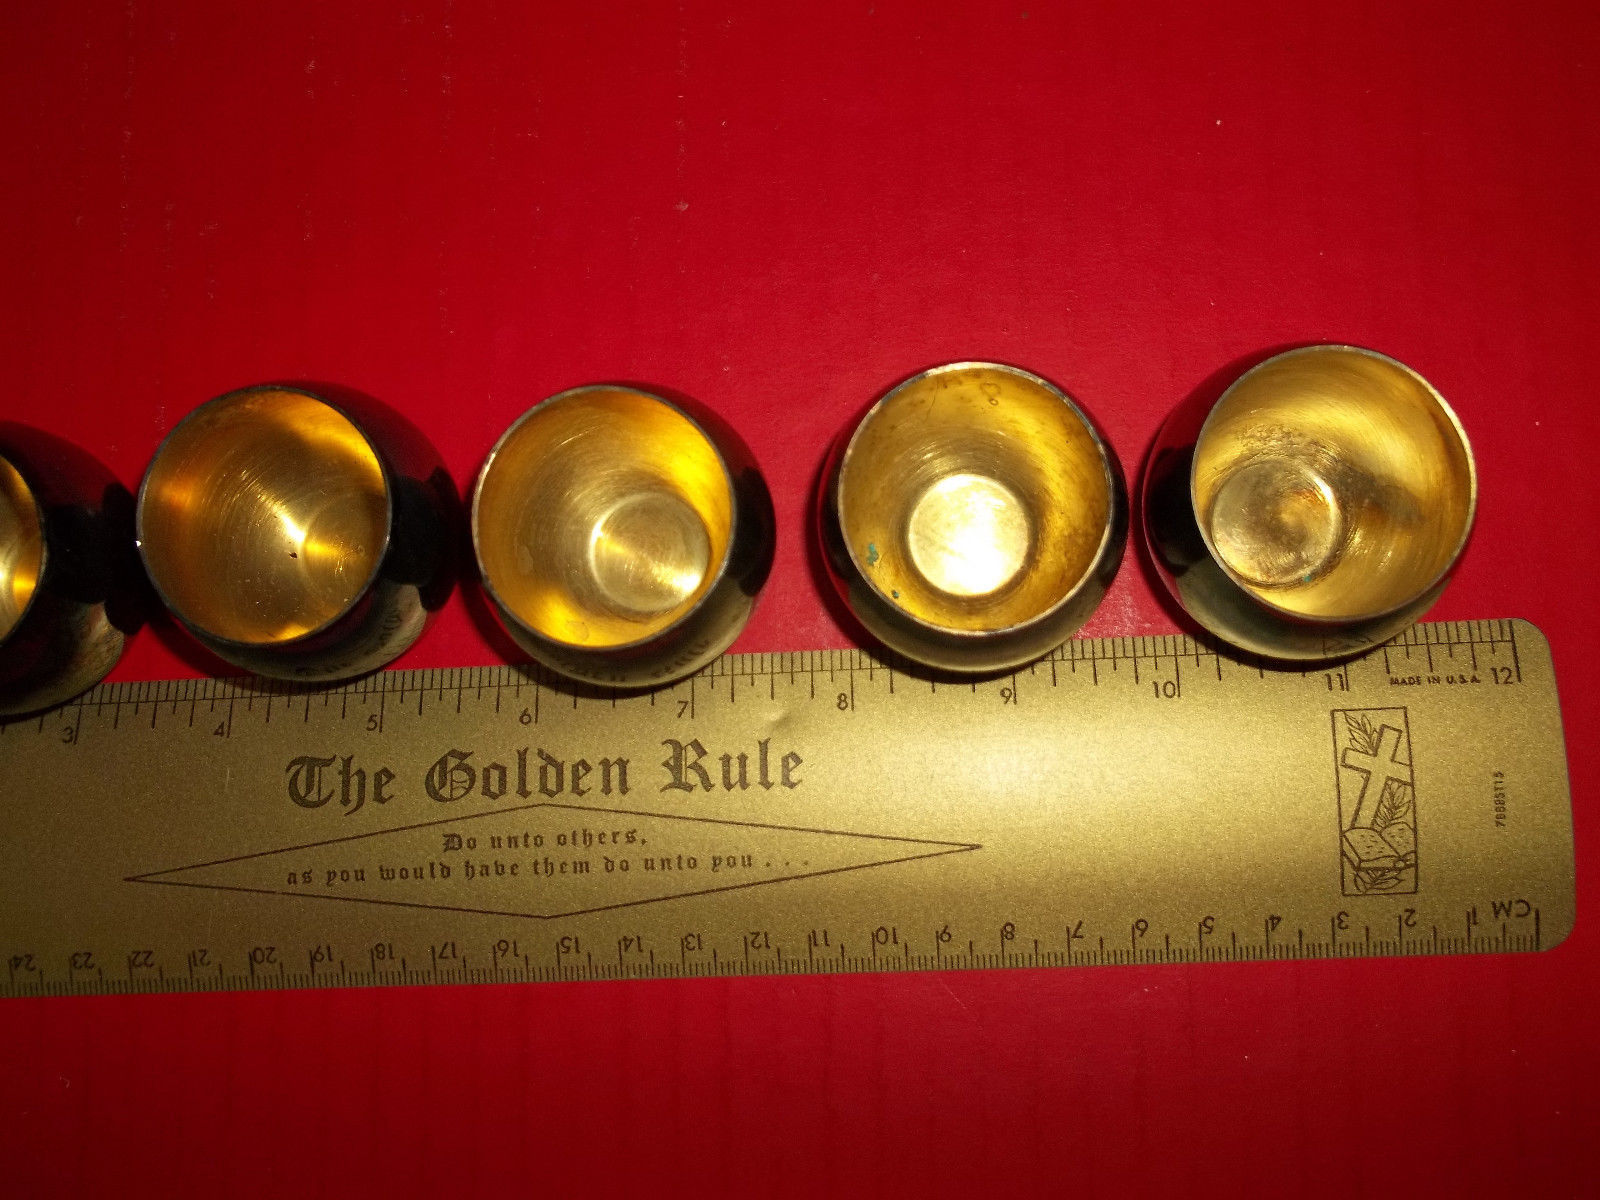 3 4 5 6 7 8 9 10 11 MADE IN U.S.A. 12
The Golden Rule
Do unto others,
as you would have them do unto you . . .
24 23 22 21 20 19 18 17 16 15 14 13 12 11 10 9 8 7 6 5 4 3 2 1 CM